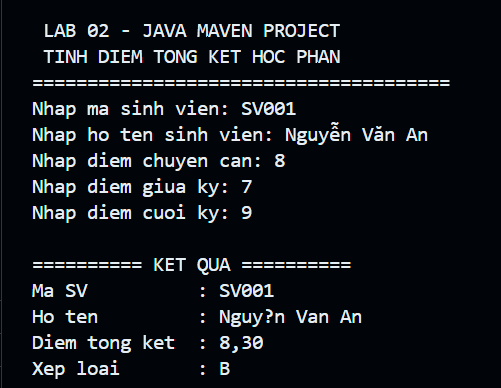 LAB 02 - JAVA MAVEN PROJECT
TINH DIEM TONG KET HOC PHAN
======================================
Nhap ma sinh vien: SV001
Nhap ho ten sinh vien: Nguyễn Văn An
Nhap diem chuyen can: 8
Nhap diem giua ky: 7
Nhap diem cuoi ky: 9
========== KET QUA ==========
Ma SV : SV001
Ho ten : Nguy?n Van An
Diem tong ket : 8,30
Xep loai : B